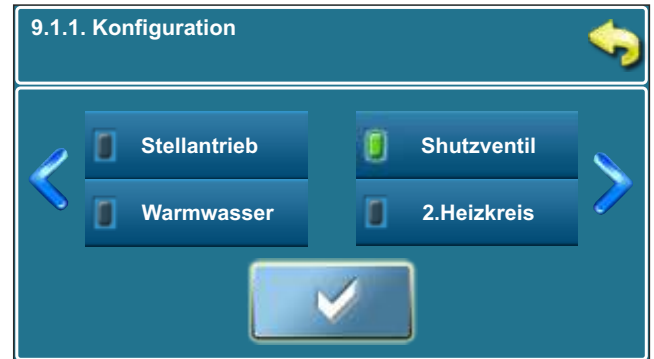 9.1.1. Konfiguration
Stellantrieb
Shutzventil
Warmwasser
2.Heizkreis